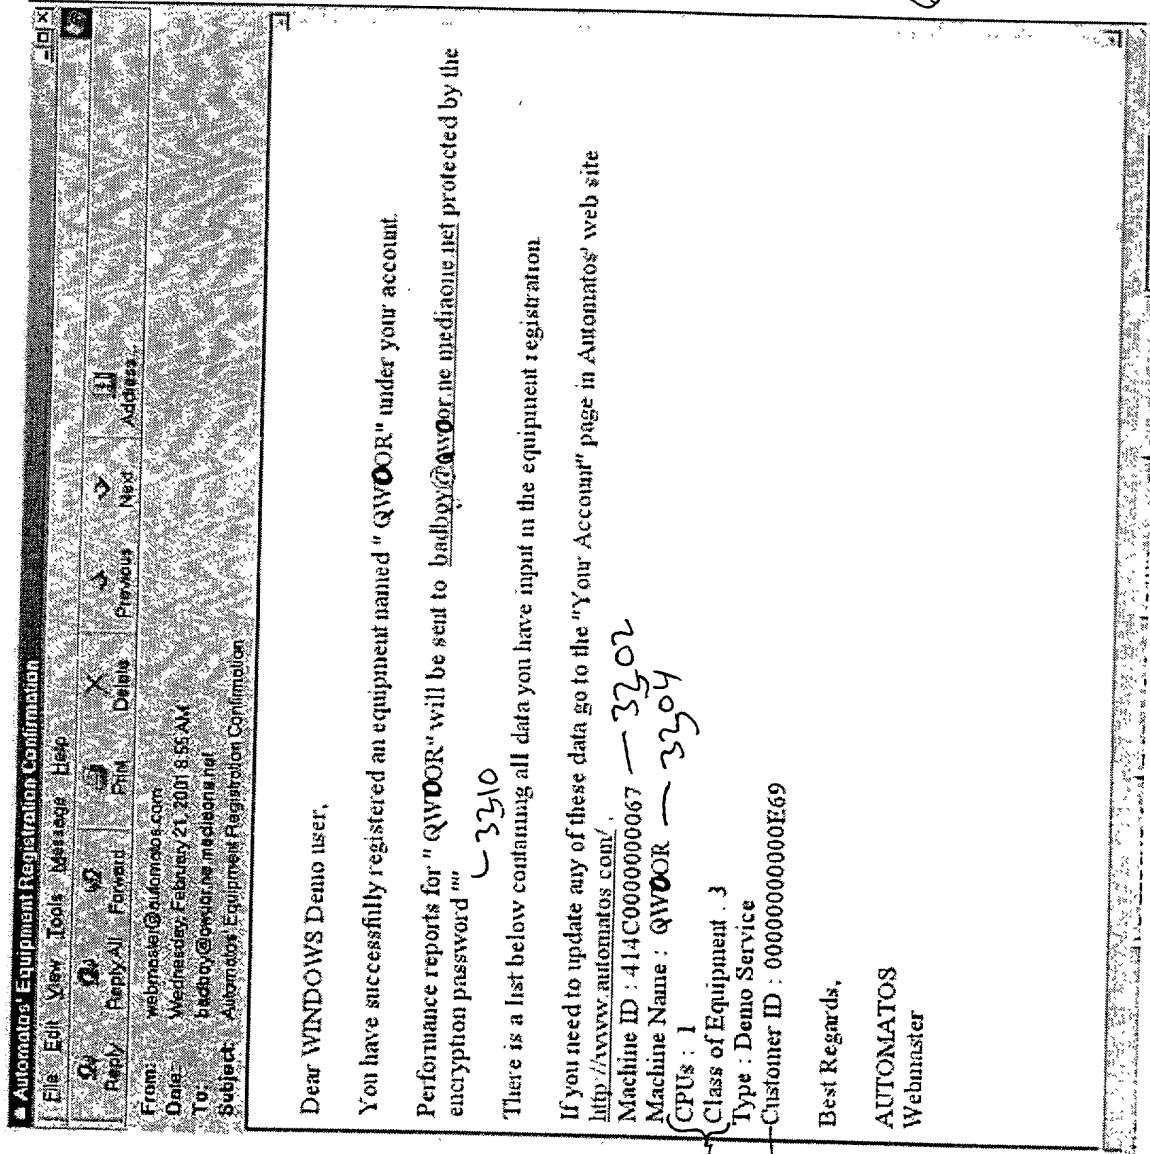 Automatos' Equipment Registration Confirmation
File Edit View Tools Message Help
Reply Reply All Forward Print Delete Previous Next Address...
From: webmaster@automatos.com
Date: Wednesday, February 21, 2001 8:55 AM
To: badboy@qwoor.ne.mediaone.net
Subject: Automatos' Equipment Registration Confirmation
Dear WINDOWS Demo user,
You have successfully registered an equipment named " QWOOR" under your account.
Performance reports for " QWOOR" will be sent to badboy@qwoor.ne.mediaone.net protected by the
encryption password ""
3310
There is a list below containing all data you have input in the equipment registration.
If you need to update any of these data go to the "Your Account" page in Automatos' web site
http://www.automatos.com/ .
Machine ID : 414C00000000067 — 3202
Machine Name : QWOOR — 3204
CPUs : 1
Class of Equipment : 3
Type : Demo Service
Customer ID : 000000000000E69
Best Regards,
AUTOMATOS
Webmaster